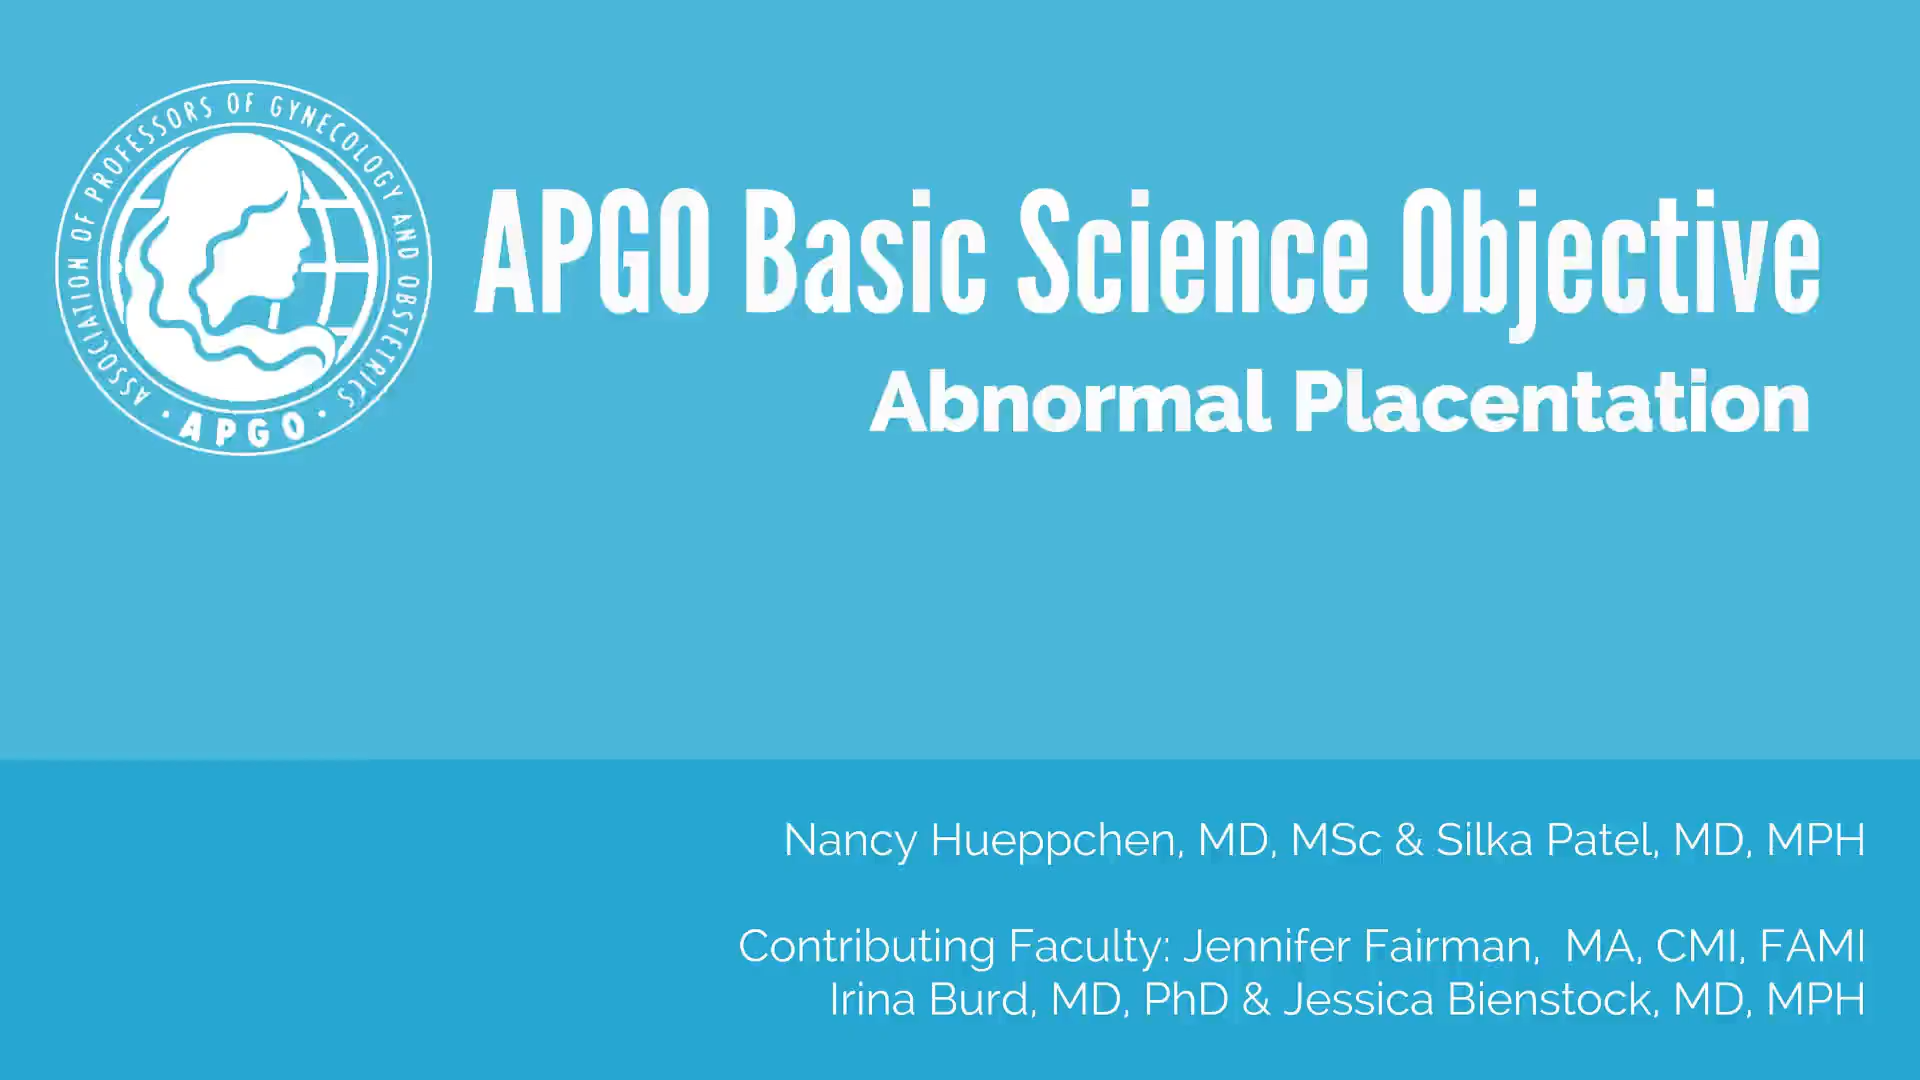 ASSOCIATION OF PROFESSORS OF GYNECOLOGY AND OBSTETRICS
· APGO ·
APGO Basic Science Objective
Abnormal Placentation
Nancy Hueppchen, MD, MSc & Silka Patel, MD, MPH
Contributing Faculty: Jennifer Fairman, MA, CMI, FAMI
Irina Burd, MD, PhD & Jessica Bienstock, MD, MPH